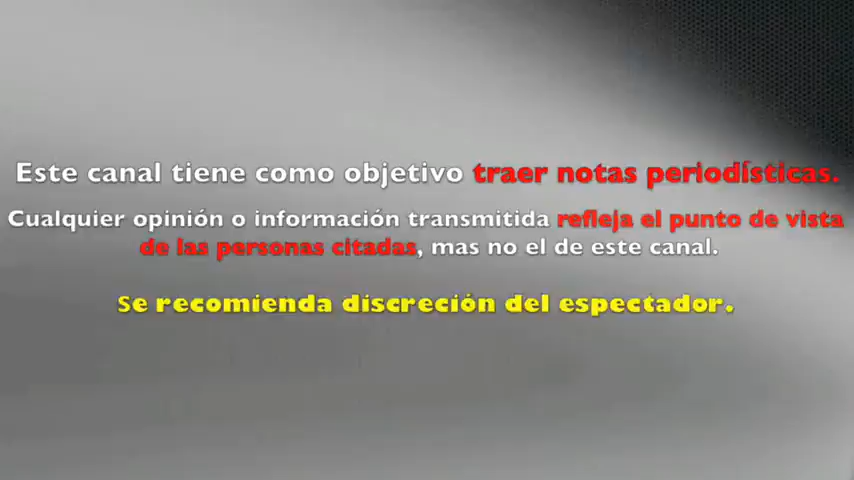 Este canal tiene como objetivo traer notas periodísticas.
Cualquier opinión o información transmitida refleja el punto de vista
de las personas citadas, mas no el de este canal.
Se recomienda discreción del espectador.